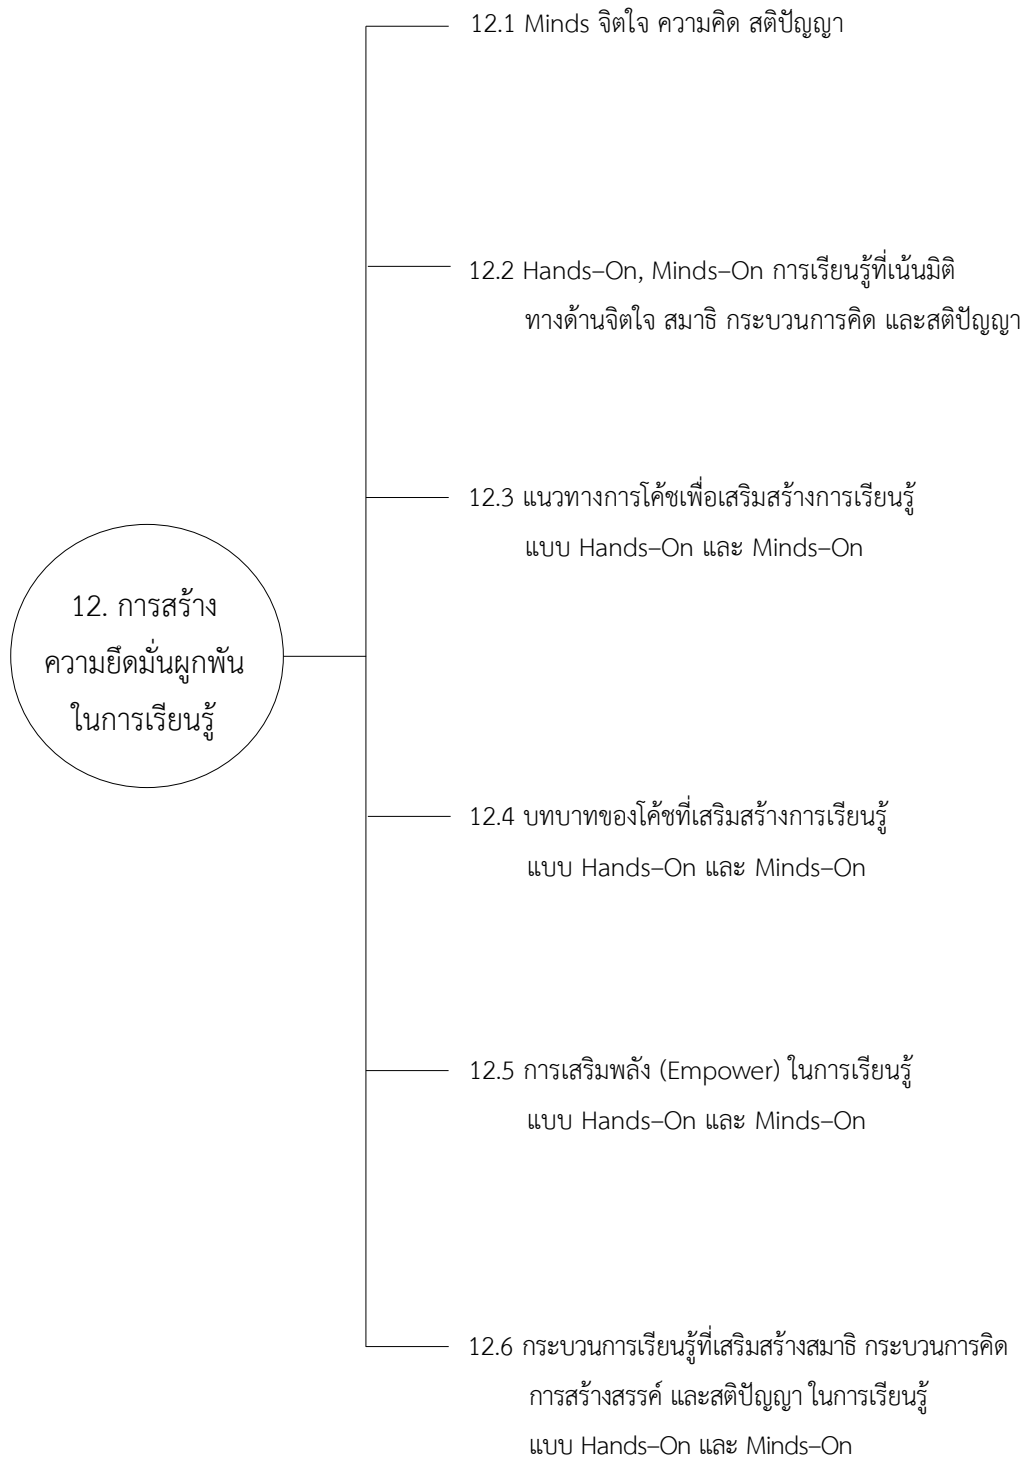 12.1 Minds จิตใจ ความคิด สติปัญญา
12.2 Hands–On, Minds–On การเรียนรู้ที่เน้นมิติ
ทางด้านจิตใจ สมาธิ กระบวนการคิด และสติปัญญา
12.3 แนวทางการโค้ชเพื่อเสริมสร้างการเรียนรู้
แบบ Hands–On และ Minds–On
12. การสร้าง
ความยึดมั่นผูกพัน
ในการเรียนรู้
12.4 บทบาทของโค้ชที่เสริมสร้างการเรียนรู้
แบบ Hands–On และ Minds–On
12.5 การเสริมพลัง (Empower) ในการเรียนรู้
แบบ Hands–On และ Minds–On
12.6 กระบวนการเรียนรู้ที่เสริมสร้างสมาธิ กระบวนการคิด
การสร้างสรรค์ และสติปัญญา ในการเรียนรู้
แบบ Hands–On และ Minds–On